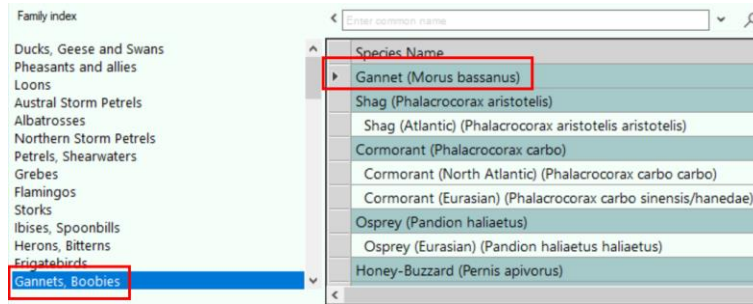 Family index
Ducks, Geese and Swans
Pheasants and allies
Loons
Austral Storm Petrels
Albatrosses
Northern Storm Petrels
Petrels, Shearwaters
Grebes
Flamingos
Storks
Ibises, Spoonbills
Herons, Bitterns
Frigatebirds
Gannets, Boobies
Enter common name
Species Name
Gannet (Morus bassanus)
Shag (Phalacrocorax aristotelis)
Shag (Atlantic) (Phalacrocorax aristotelis aristotelis)
Cormorant (Phalacrocorax carbo)
Cormorant (North Atlantic) (Phalacrocorax carbo carbo)
Cormorant (Eurasian) (Phalacrocorax carbo sinensis/hanedae)
Osprey (Pandion haliaetus)
Osprey (Eurasian) (Pandion haliaetus haliaetus)
Honey-Buzzard (Pernis apivorus)